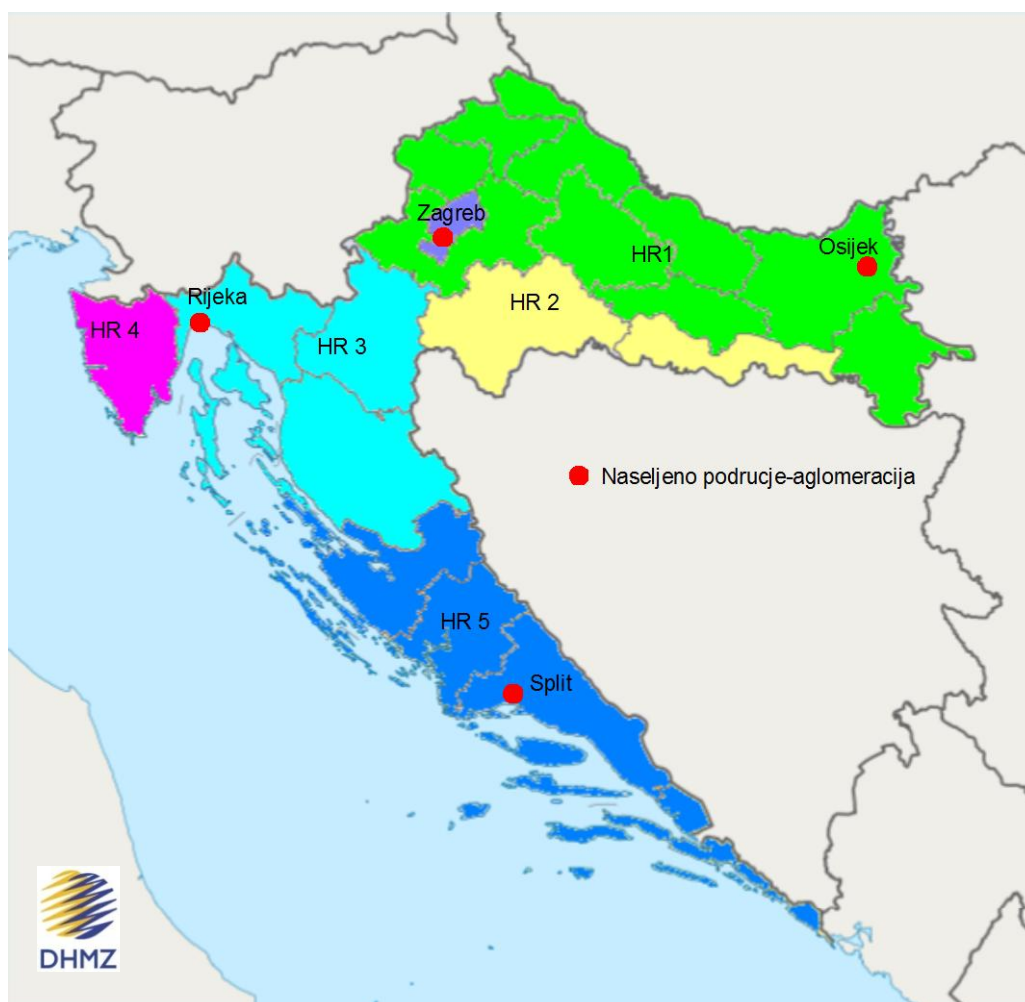 Zagreb
HR1
Osijek
Rijeka
HR 4
HR 3
HR 2
Naseljeno podrucje-aglomeracija
HR 5
Split
DHMZ